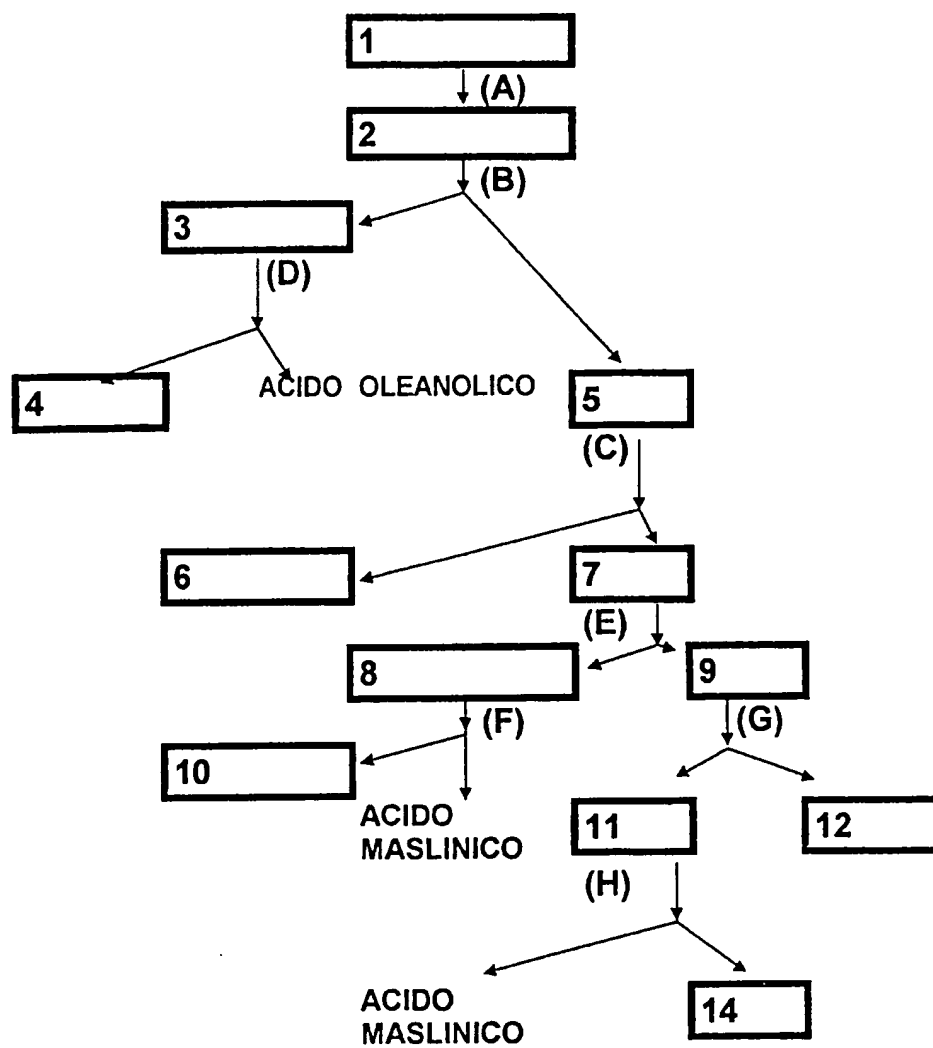 1
(A)
2
(B)
3
(D)
4
ACIDO OLEANOLICO
5
(C)
6
7
(E)
8
9
(F)
(G)
10
ACIDO
MASLINICO
11
12
(H)
ACIDO
MASLINICO
14